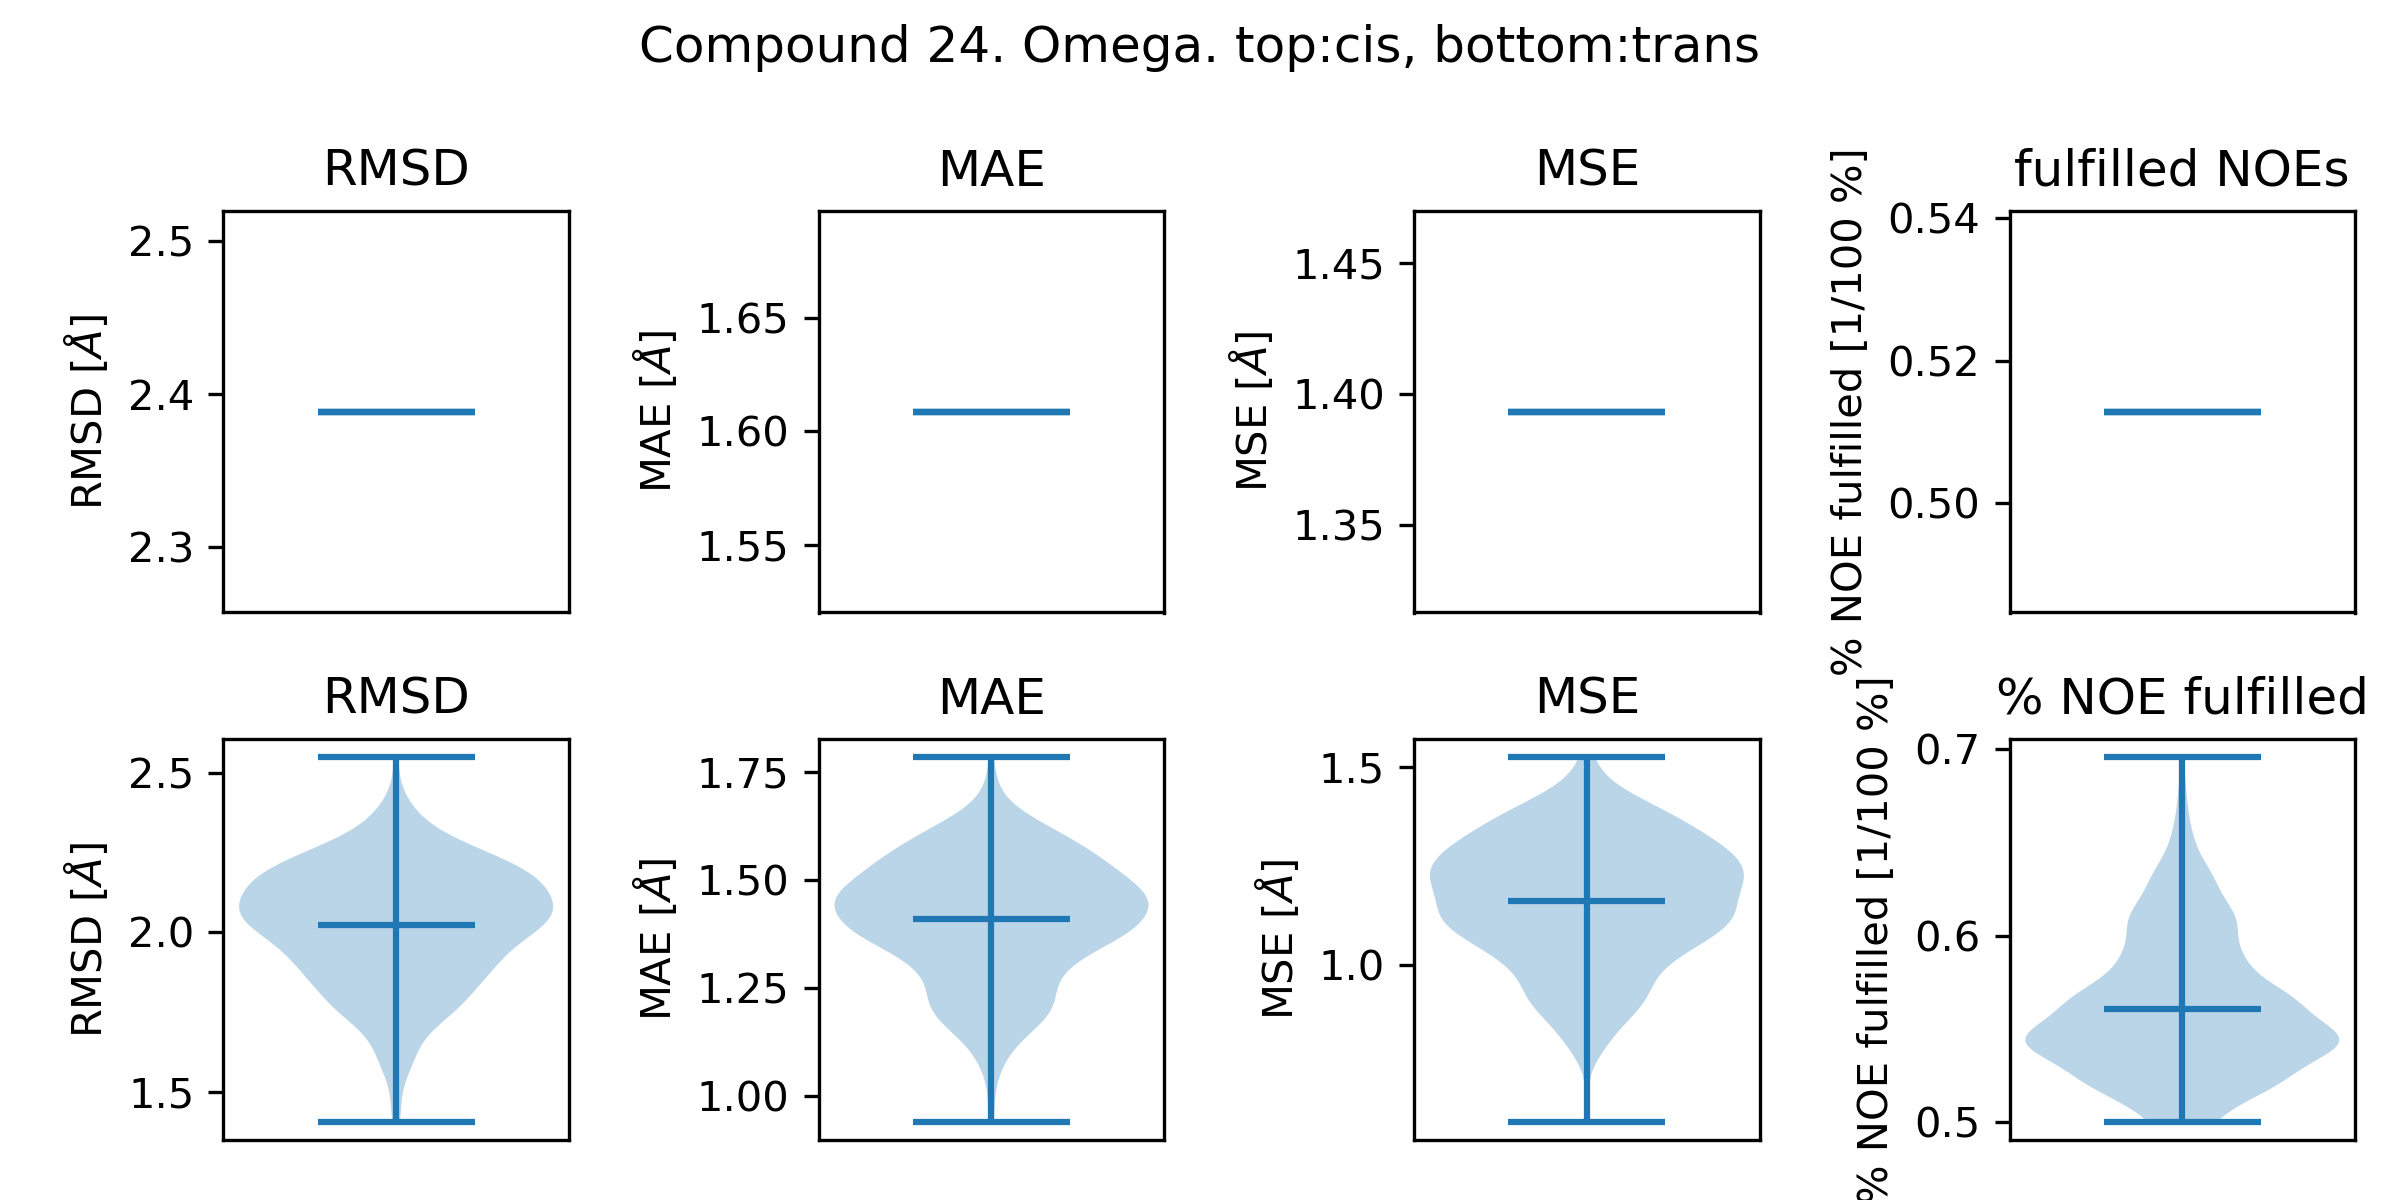 Compound 24. Omega. top:cis, bottom:trans
RMSD
RMSD [Å]
2.5
2.4
2.3
MAE
MAE [Å]
1.65
1.60
1.55
MSE
MSE [Å]
1.45
1.40
1.35
fulfilled NOEs
% NOE fulfilled [1/100 %]
0.54
0.52
0.50
RMSD
RMSD [Å]
2.5
2.0
1.5
MAE
MAE [Å]
1.75
1.50
1.25
1.00
MSE
MSE [Å]
1.5
1.0
% NOE fulfilled
% NOE fulfilled [1/100 %]
0.7
0.6
0.5